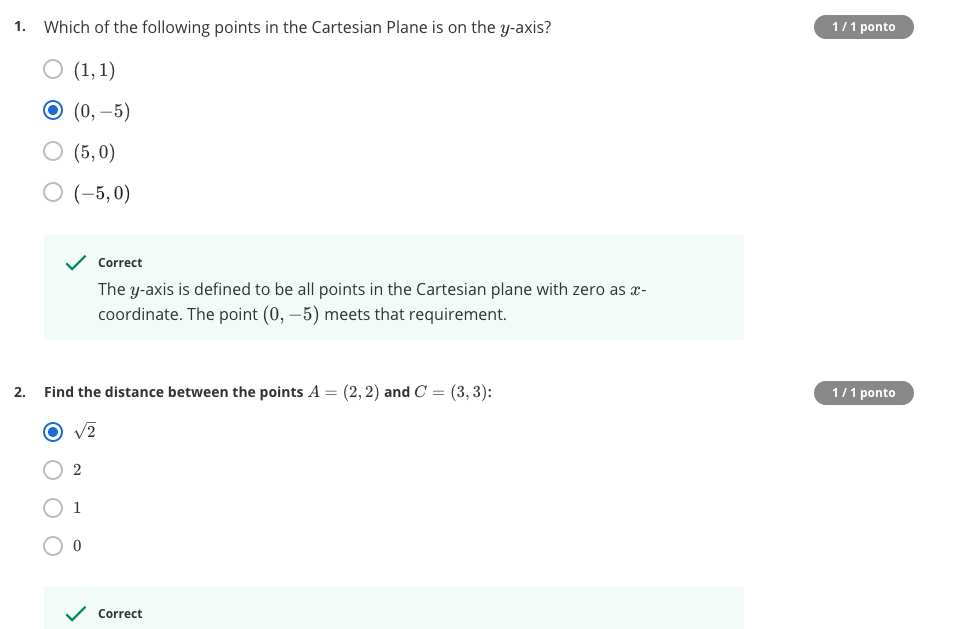 1. Which of the following points in the Cartesian Plane is on the y-axis?
1 / 1 ponto
(1, 1)
(0, −5)
(5, 0)
(−5, 0)
Correct
The y-axis is defined to be all points in the Cartesian plane with zero as x-
coordinate. The point (0, −5) meets that requirement.
2. Find the distance between the points A = (2, 2) and C = (3, 3):
1 / 1 ponto
√2
2
1
0
Correct